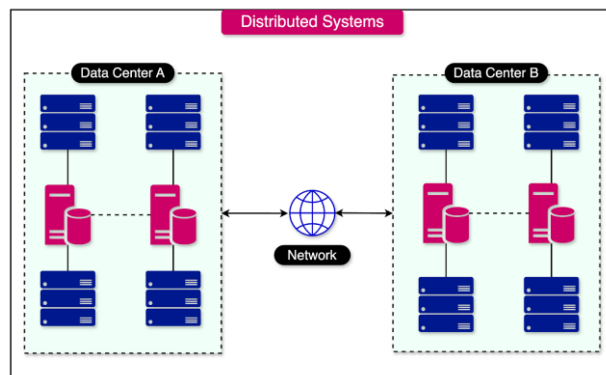 Distributed Systems
Data Center A
Data Center B
Network